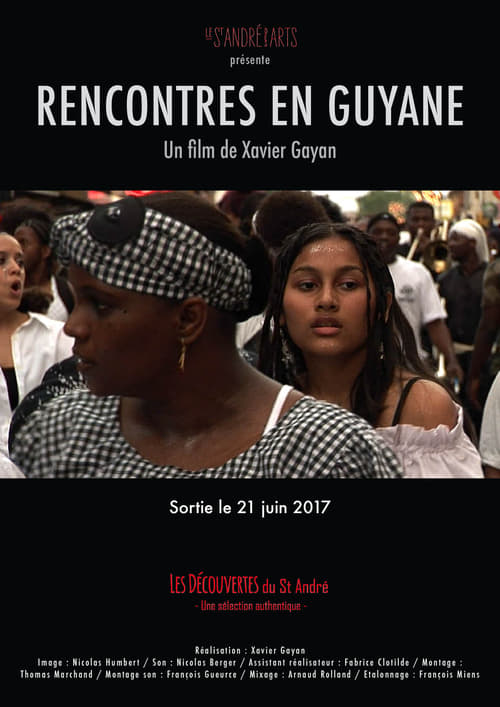 LE ST ANDRÉ DES ARTS
présente
RENCONTRES EN GUYANE
Un film de Xavier Gayan
Sortie le 21 juin 2017
LES DÉCOUVERTES du St André
- Une sélection authentique -
Réalisation : Xavier Gayan
Image : Nicolas Humbert / Son : Nicolas Berger / Assistant réalisateur : Fabrice Clotilde / Montage :
Thomas Marchand / Montage son : François Gueurce / Mixage : Arnaud Rolland / Etalonnage : François Miens